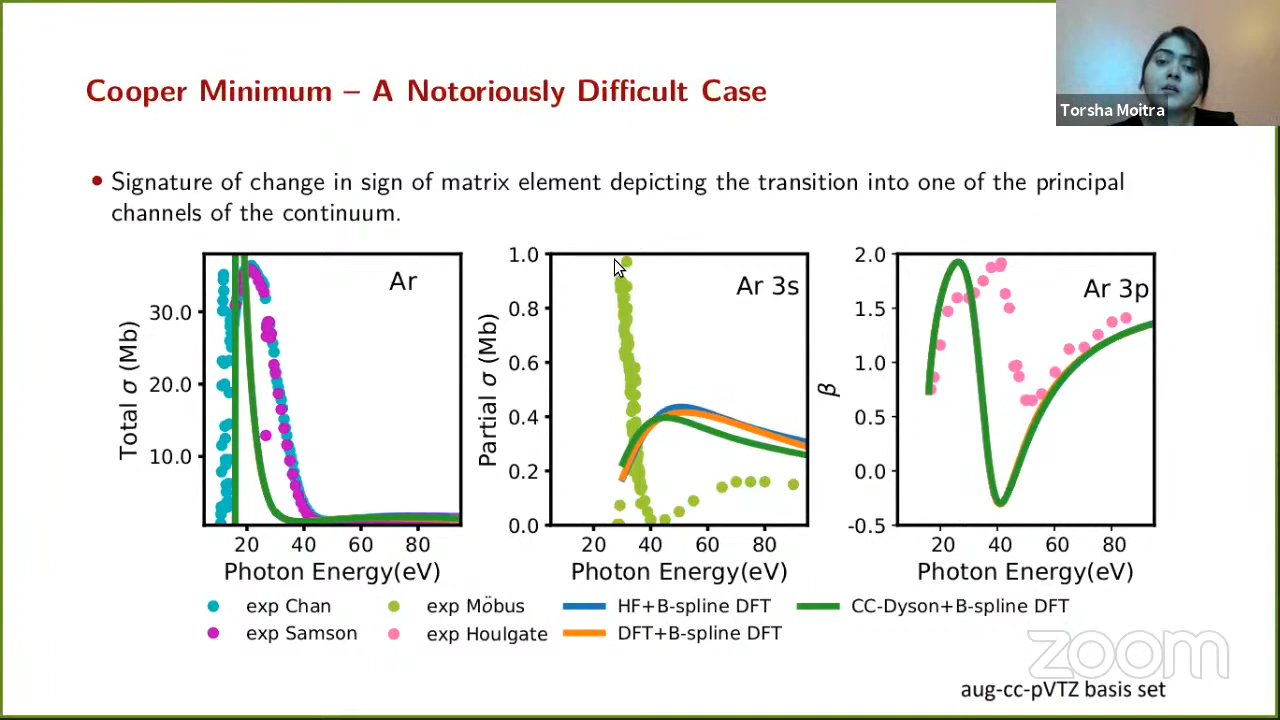 Torsha Moitra
Cooper Minimum – A Notoriously Difficult Case
• Signature of change in sign of matrix element depicting the transition into one of the principal
channels of the continuum.
Total σ (Mb)
30.0
20.0
10.0
Ar
20 40 60 80
Photon Energy(eV)
Partial σ (Mb)
1.0
0.8
0.6
0.4
0.2
0.0
Ar 3s
20 40 60 80
Photon Energy(eV)
β
2.0
1.5
1.0
0.5
0.0
-0.5
Ar 3p
20 40 60 80
Photon Energy(eV)
exp Chan
exp Samson
exp Möbus
exp Houlgate
HF+B-spline DFT
DFT+B-spline DFT
CC-Dyson+B-spline DFT
zoom
aug-cc-pVTZ basis set